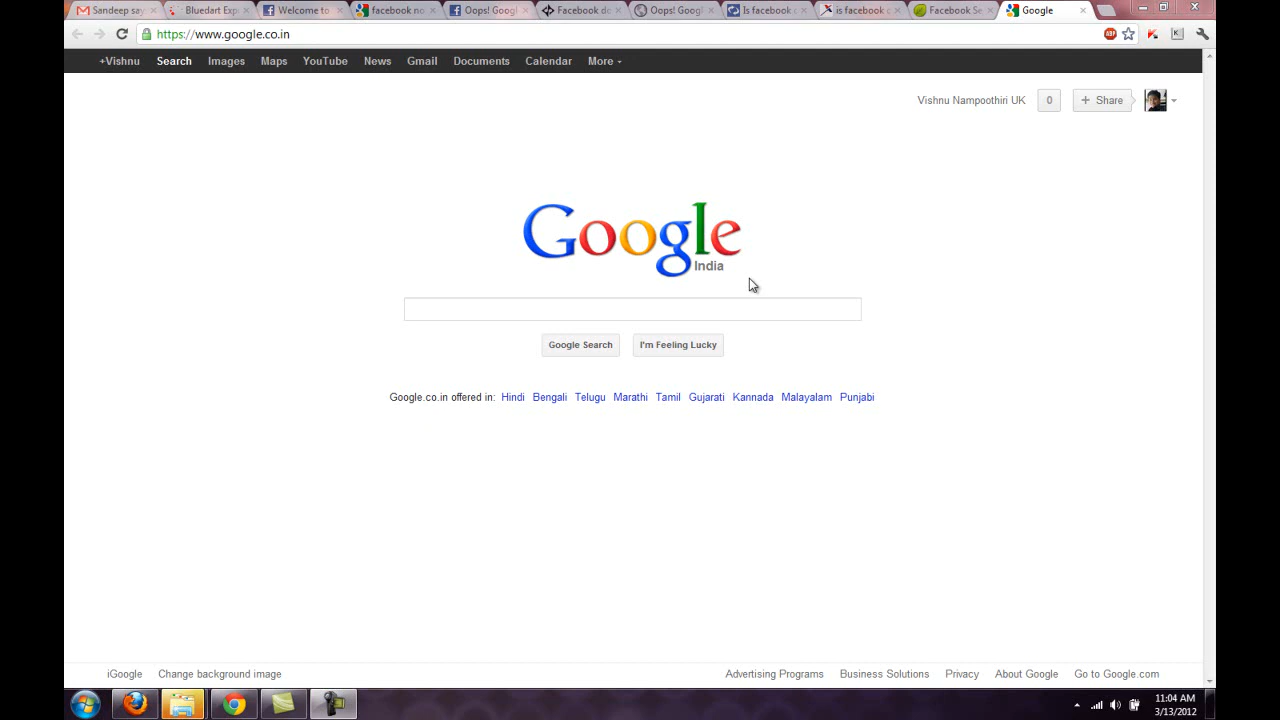 Sandeep say
Bluedart Exp
Welcome to
facebook no
Oops! Googl
Facebook do
Oops! Googl
Is facebook
is facebook
Facebook Se
Google
https://www.google.co.in
+Vishnu Search Images Maps YouTube News Gmail Documents Calendar More
Vishnu Nampoothiri UK 0 + Share
Google
India
Google Search I'm Feeling Lucky
Google.co.in offered in: Hindi Bengali Telugu Marathi Tamil Gujarati Kannada Malayalam Punjabi
iGoogle Change background image Advertising Programs Business Solutions Privacy About Google Go to Google.com
11:04 AM
3/13/2012